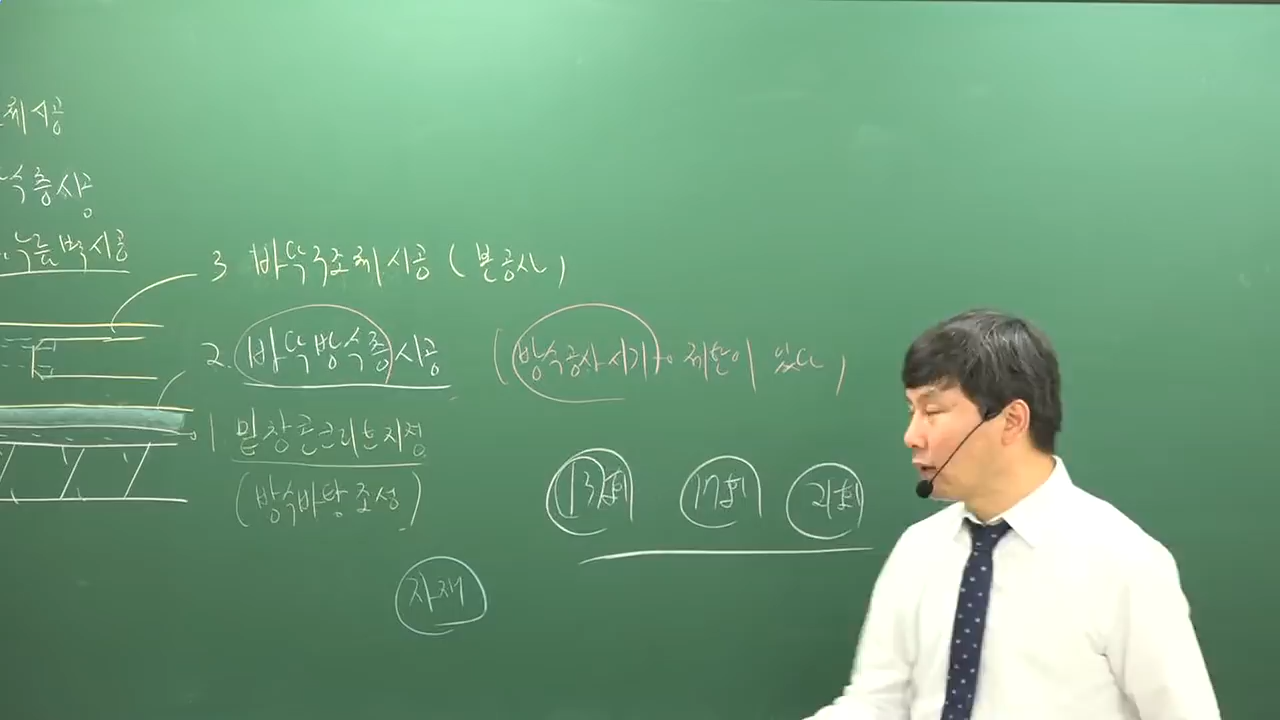 체시공
수층시공
누름벽시공
3 바닥구조체시공 (본공사)
2. 바닥방수층시공 (방수공사시기에 제한이 있다)
1 밑창콘크리트지정
(방수바탕조성)
13회 17회 21회
자재